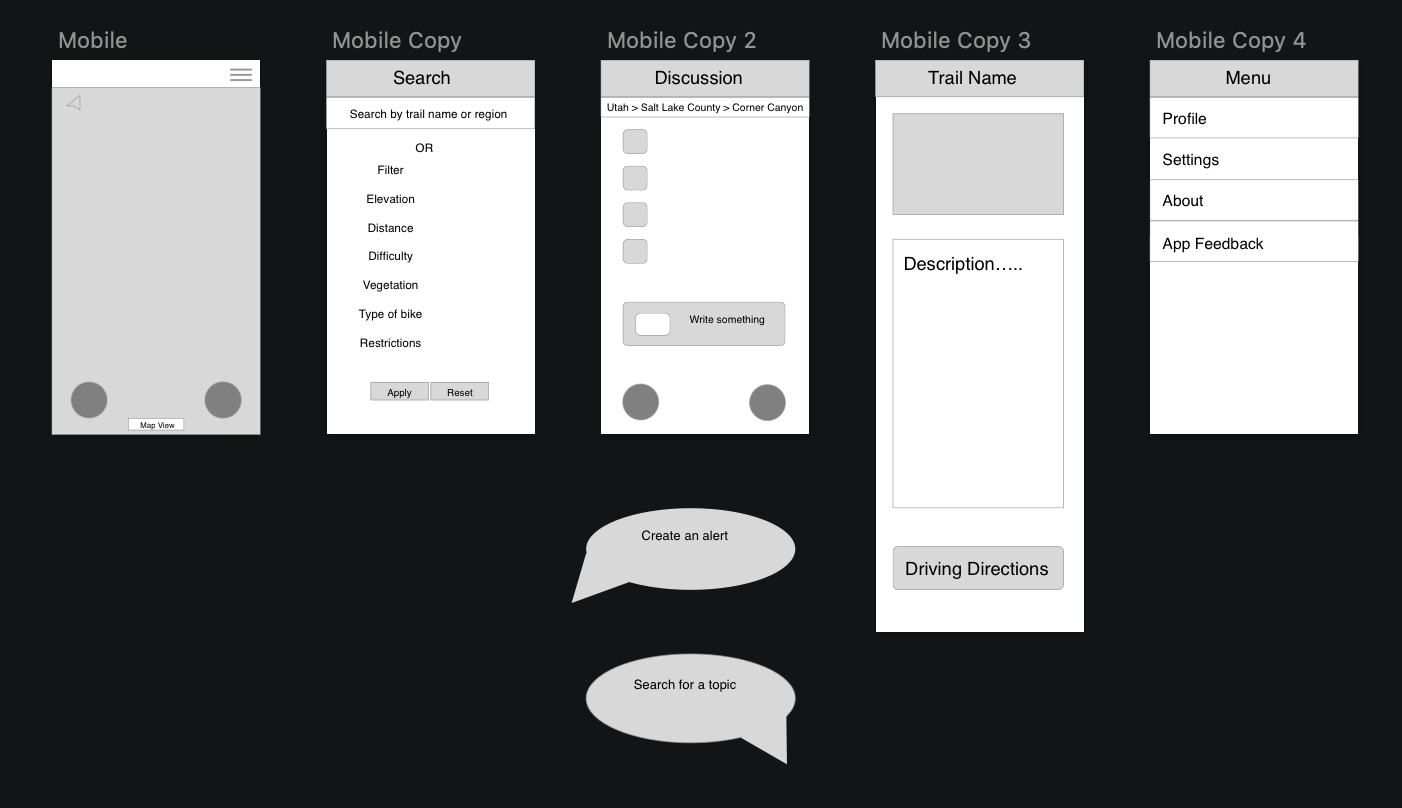 Mobile
Mobile Copy
Mobile Copy 2
Mobile Copy 3
Mobile Copy 4
Map View
Search
Search by trail name or region
OR
Filter
Elevation
Distance
Difficulty
Vegetation
Type of bike
Restrictions
Apply
Reset
Discussion
Utah > Salt Lake County > Corner Canyon
Write something
Create an alert
Search for a topic
Trail Name
Description…..
Driving Directions
Menu
Profile
Settings
About
App Feedback